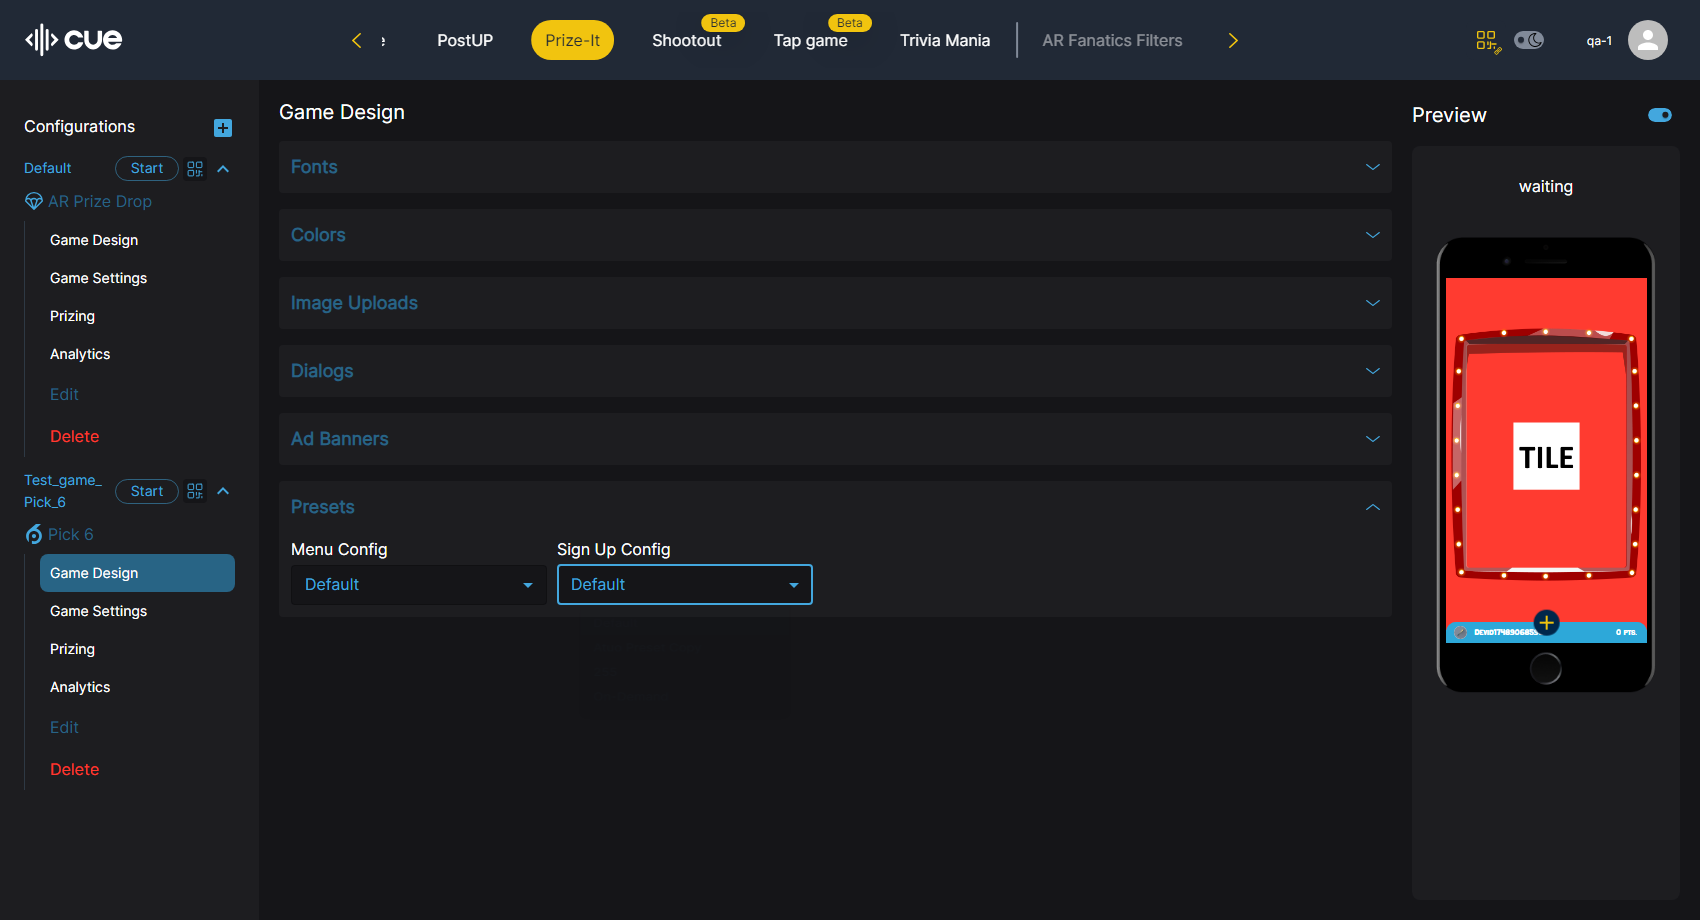 cue
e
PostUP
Prize-It
Shootout
Beta
Tap game
Beta
Trivia Mania
AR Fanatics Filters
qa-1
Configurations
Default
Start
AR Prize Drop
Game Design
Game Settings
Prizing
Analytics
Edit
Delete
Test_game_
Pick_6
Start
Pick 6
Game Design
Game Settings
Prizing
Analytics
Edit
Delete
Game Design
Fonts
Colors
Image Uploads
Dialogs
Ad Banners
Presets
Menu Config
Sign Up Config
Default
Default
Preview
waiting
TILE
0 PTS.